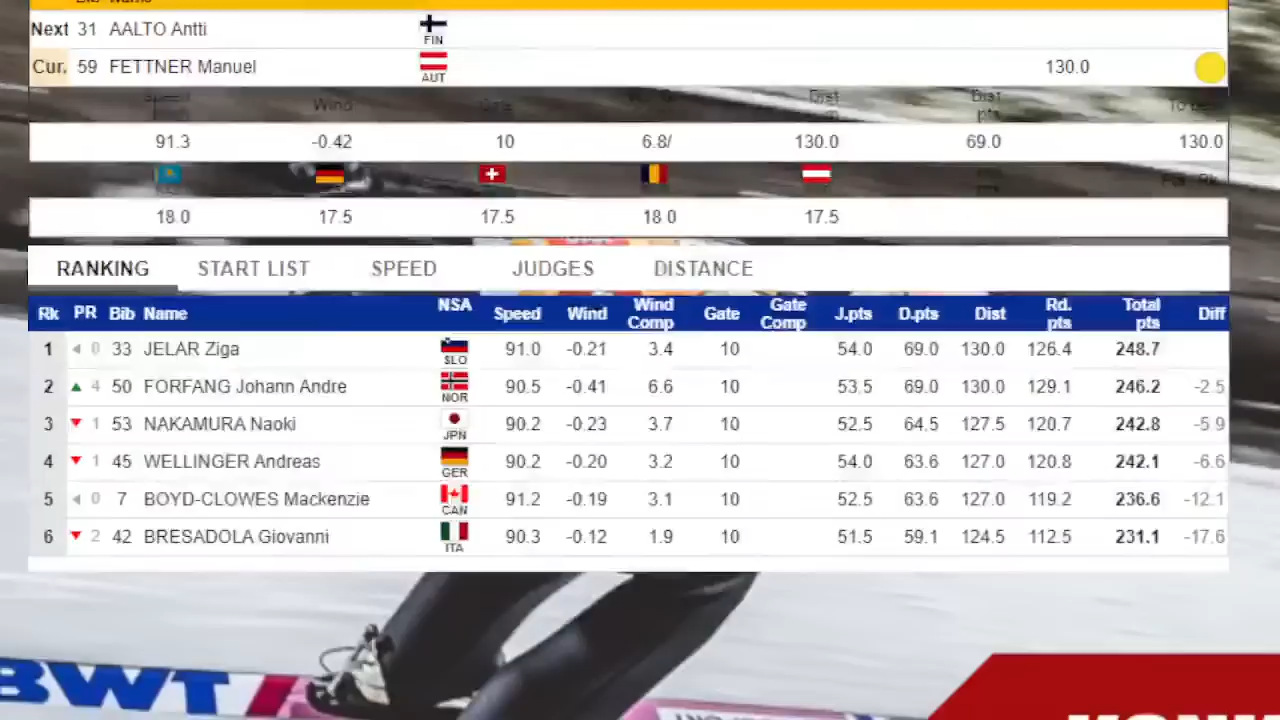 Next 31 AALTO Antti FIN
Cur. 59 FETTNER Manuel AUT 130.0
Wind Dist Dist
pts
91.3 -0.42 10 6.8/ 130.0 69.0 130.0
18.0 17.5 17.5 18.0 17.5
RANKING START LIST SPEED JUDGES DISTANCE
Rk PR Bib Name NSA Speed Wind Wind Comp Gate Gate Comp J.pts D.pts Dist Rd. pts Total pts Diff
1 0 33 JELAR Ziga SLO 91.0 -0.21 3.4 10 54.0 69.0 130.0 126.4 248.7
2 4 50 FORFANG Johann Andre NOR 90.5 -0.41 6.6 10 53.5 69.0 130.0 129.1 246.2 -2.5
3 1 53 NAKAMURA Naoki JPN 90.2 -0.23 3.7 10 52.5 64.5 127.5 120.7 242.8 -5.9
4 1 45 WELLINGER Andreas GER 90.2 -0.20 3.2 10 54.0 63.6 127.0 120.8 242.1 -6.6
5 0 7 BOYD-CLOWES Mackenzie CAN 91.2 -0.19 3.1 10 52.5 63.6 127.0 119.2 236.6 -12.1
6 2 42 BRESADOLA Giovanni ITA 90.3 -0.12 1.9 10 51.5 59.1 124.5 112.5 231.1 -17.6
BWT